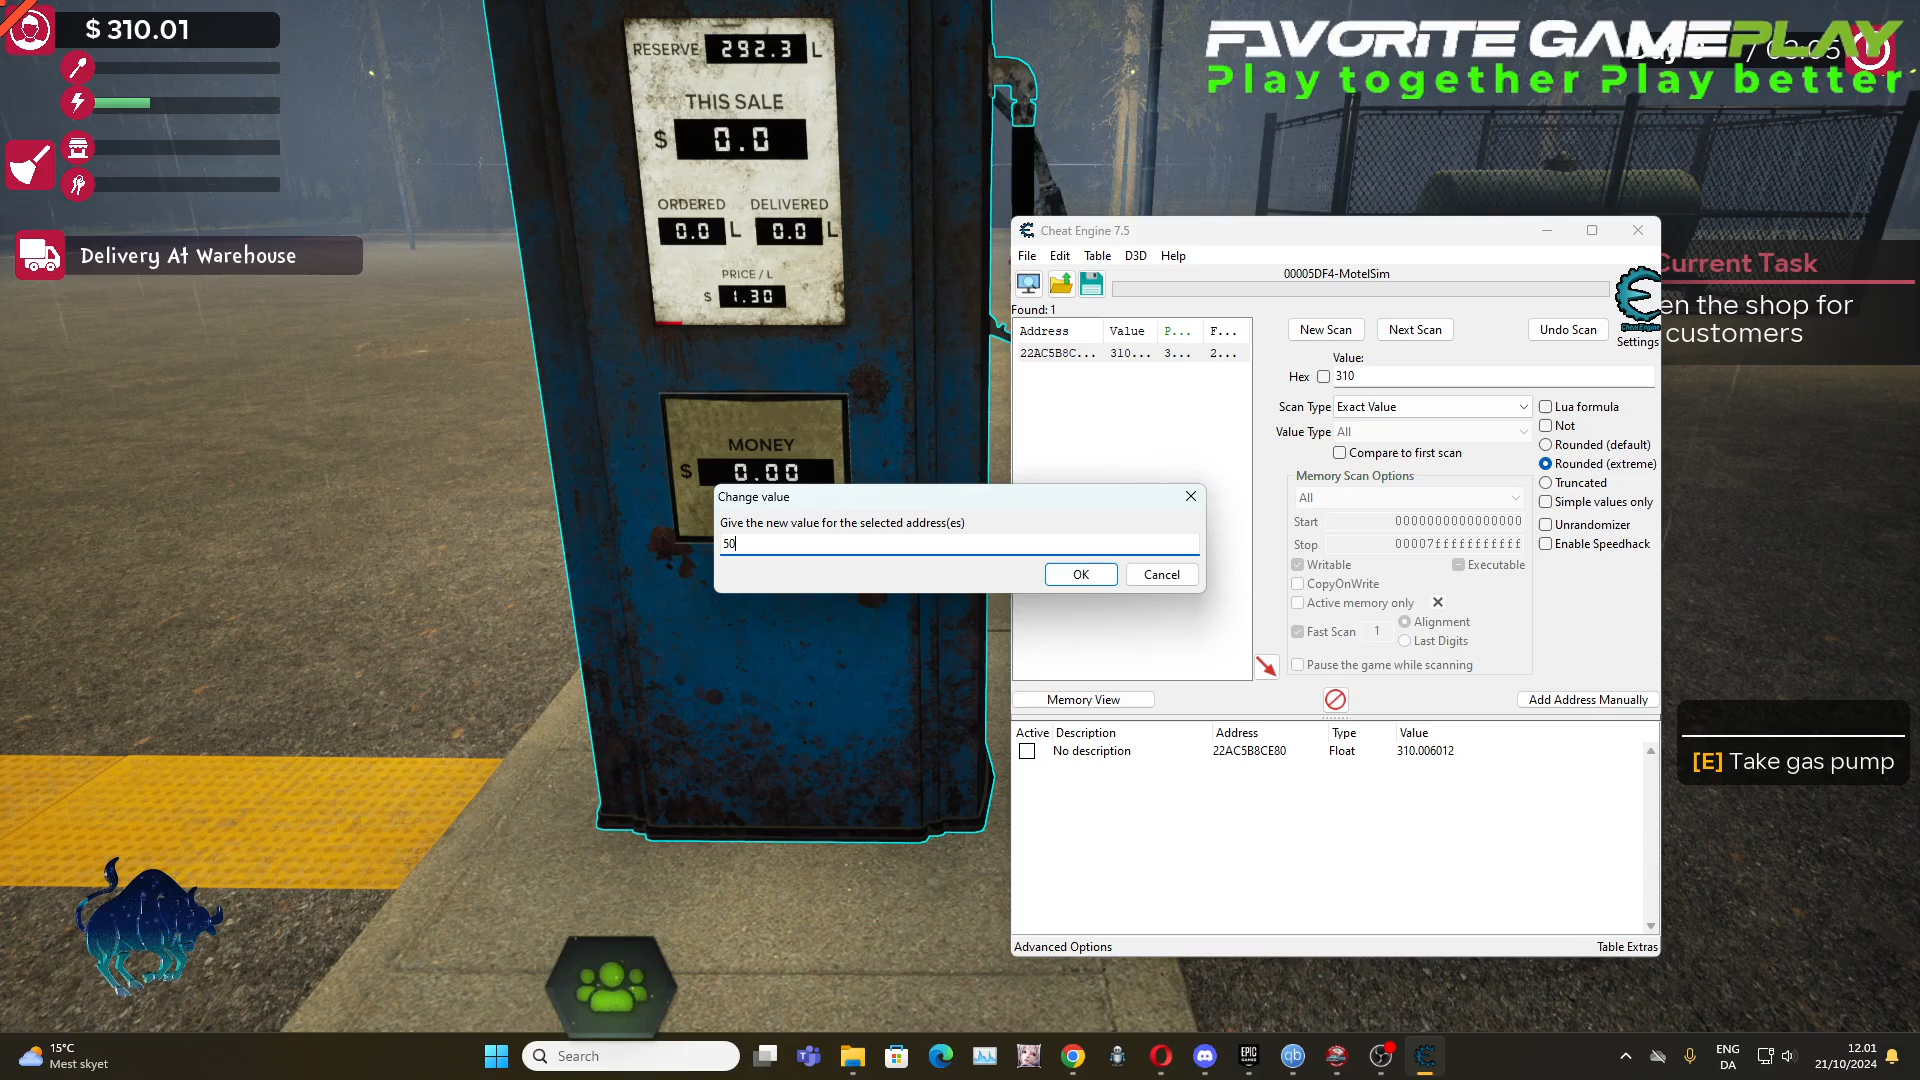 $ 310.01
FAVORITE GAMEPLAY
Play together Play better
RESERVE 292.3 L
THIS SALE
$ 0.0
ORDERED DELIVERED
0.0 L 0.0 L
PRICE / L
$ 1.30
MONEY
$ 0.00
Delivery At Warehouse
Current Task
en the shop for
customers
[E] Take gas pump
Cheat Engine 7.5
File Edit Table D3D Help
00005DF4-MotelSim
Found: 1
Address Value P... F...
22AC5B8C... 310... 3... 2...
New Scan Next Scan Undo Scan
Cheat Engine
Settings
Value:
Hex 310
Scan Type Exact Value
Value Type All
Compare to first scan
Lua formula
Not
Rounded (default)
Rounded (extreme)
Truncated
Simple values only
Unrandomizer
Enable Speedhack
Memory Scan Options
All
Start 0000000000000000
Stop 00007fffffffffff
Writable Executable
CopyOnWrite
Active memory only
Fast Scan 1 Alignment
Last Digits
Pause the game while scanning
Memory View Add Address Manually
Active Description Address Type Value
No description 22AC5B8CE80 Float 310.006012
Advanced Options Table Extras
Change value
Give the new value for the selected address(es)
50
OK Cancel
15°C
Mest skyet
Search
EPIC
GAMES
qb
ENG
DA
12.01
21/10/2024